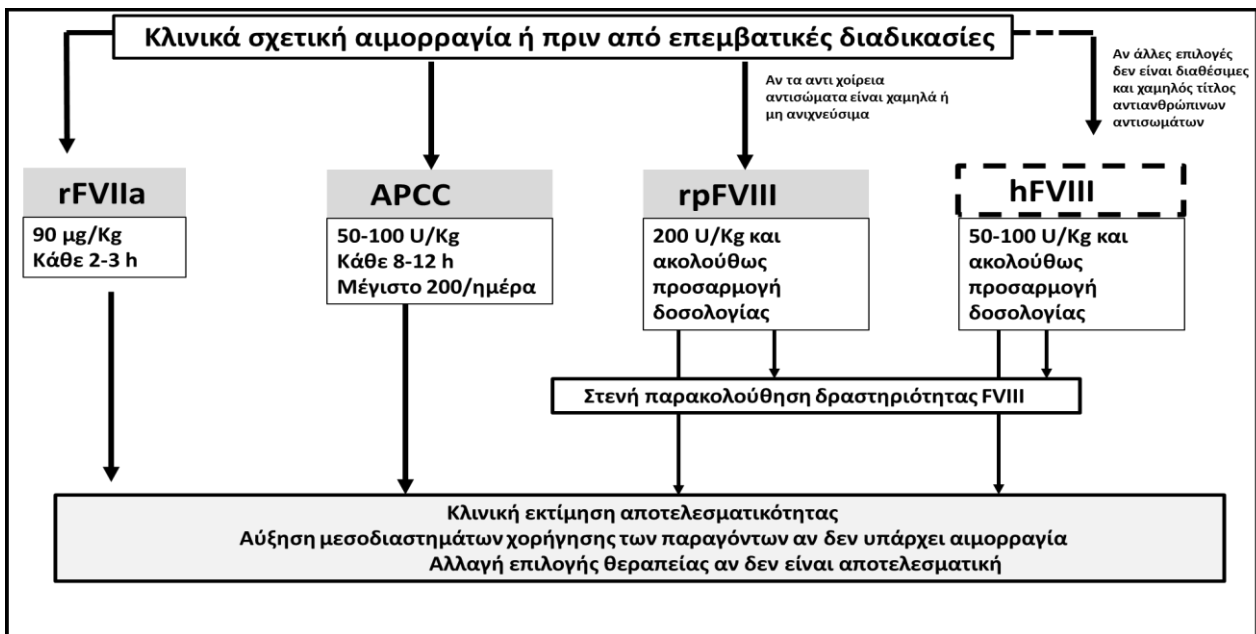 Κλινικά σχετική αιμορραγία ή πριν από επεμβατικές διαδικασίες
Αν τα αντι χοίρεια
αντισώματα είναι χαμηλά ή
μη ανιχνεύσιμα
Αν άλλες επιλογές
δεν είναι διαθέσιμες
και χαμηλός τίτλος
αντιανθρώπινων
αντισωμάτων
rFVIIa
90 μg/Kg
Κάθε 2-3 h
APCC
50-100 U/Kg
Κάθε 8-12 h
Μέγιστο 200/ημέρα
rpFVIII
200 U/Kg και
ακολούθως
προσαρμογή
δοσολογίας
hFVIII
50-100 U/Kg και
ακολούθως
προσαρμογή
δοσολογίας
Στενή παρακολούθηση δραστηριότητας FVIII
Κλινική εκτίμηση αποτελεσματικότητας
Αύξηση μεσοδιαστημάτων χορήγησης των παραγόντων αν δεν υπάρχει αιμορραγία
Αλλαγή επιλογής θεραπείας αν δεν είναι αποτελεσματική